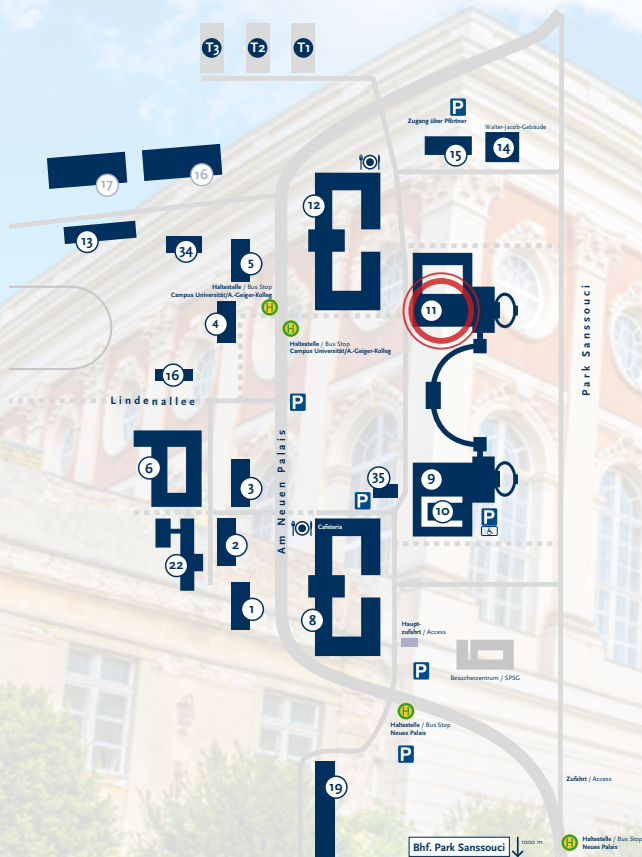 T3
T2
T1
P
Zugang über Pförtner
Walter-Jacob-Gebäude
15
14
17
16
12
13
34
5
Haltestelle / Bus Stop
Campus Universität/A.-Geiger-Kolleg
H
4
H
Haltestelle / Bus Stop
Campus Universität/A.-Geiger-Kolleg
11
Park Sanssouci
16
Lindenallee
P
Am Neuen Palais
6
3
35
P
9
10
P
2
Cafeteria
22
1
8
Haupt-
zufahrt / Access
P
Besucherzentrum / SPSG
H
Haltestelle / Bus Stop
Neues Palais
P
19
Zufahrt / Access
Bhf. Park Sanssouci
1000 m
H
Haltestelle / Bus Stop
Neues Palais